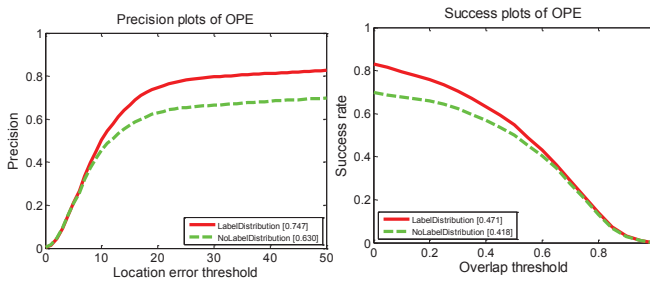 Precision plots of OPE
1
0.8
0.6
0.4
0.2
0
Precision
0 10 20 30 40 50
Location error threshold
LabelDistribution [0.747]
NoLabelDistribution [0.630]
Success plots of OPE
1
0.8
0.6
0.4
0.2
0
Success rate
0 0.2 0.4 0.6 0.8
Overlap threshold
LabelDistribution [0.471]
NoLabelDistribution [0.418]